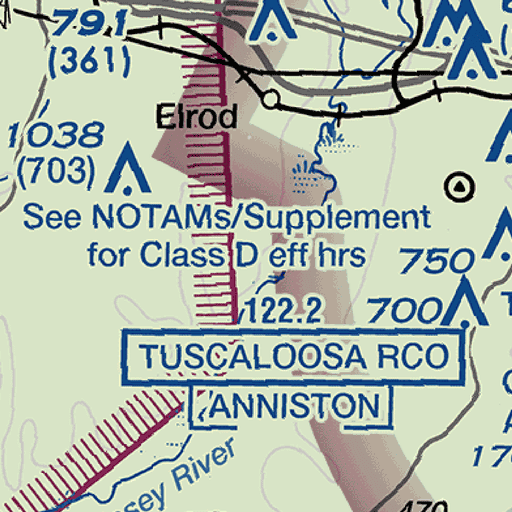 791
(361)
Elrod
1038
(703)
See NOTAMs/Supplement
for Class D eff hrs
750
122.2
700
TUSCALOOSA RCO
ANNISTON
sey River
470